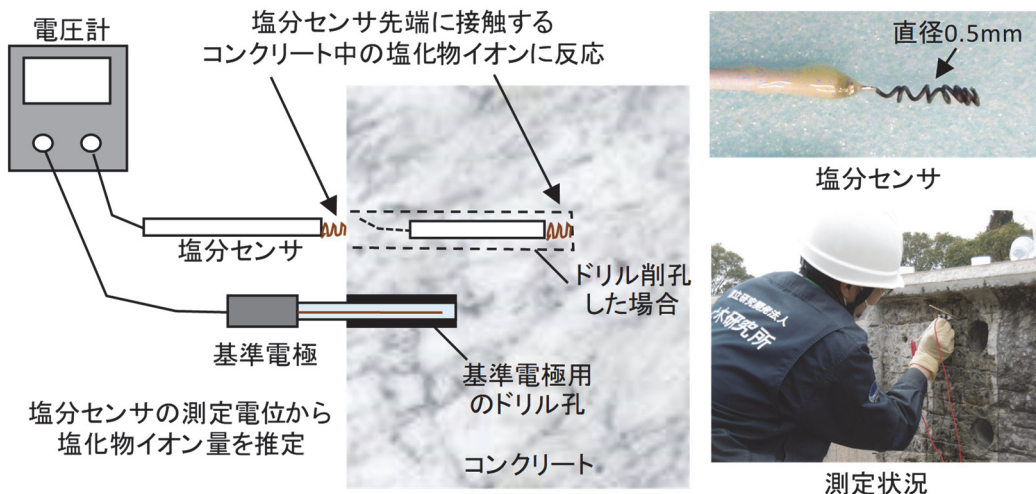 電圧計
塩分センサ先端に接触する
コンクリート中の塩化物イオンに反応
塩分センサ
ドリル削孔
した場合
基準電極
基準電極用
のドリル孔
塩分センサの測定電位から
塩化物イオン量を推定
コンクリート
直径0.5mm
塩分センサ
木研究所
測定状況